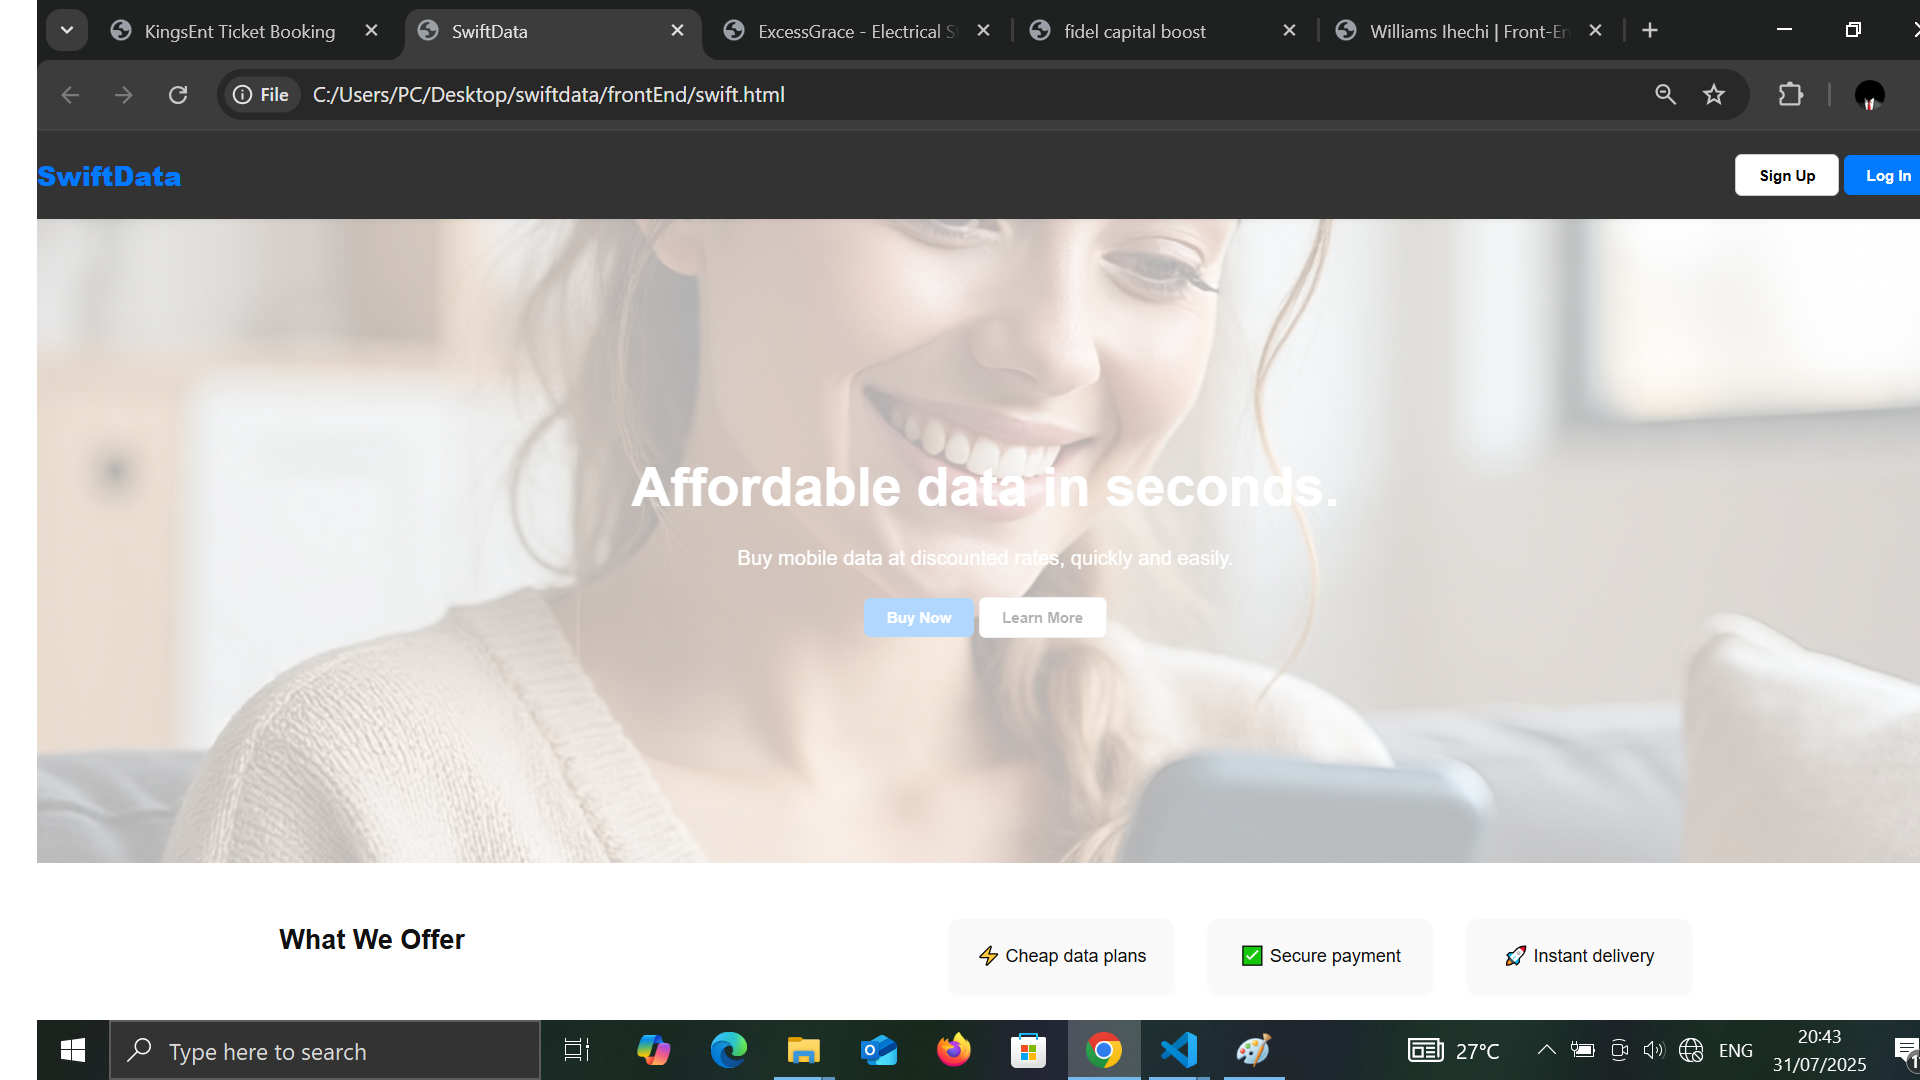 KingsEnt Ticket Booking
SwiftData
ExcessGrace - Electrical
fidel capital boost
Williams Ihechi | Front-En
File
C:/Users/PC/Desktop/swiftdata/frontEnd/swift.html
SwiftData
Sign Up
Log In
Affordable data in seconds.
Buy mobile data at discounted rates, quickly and easily.
Buy Now
Learn More
What We Offer
⚡ Cheap data plans
✅ Secure payment
🚀 Instant delivery
Type here to search
27°C
ENG
20:43
31/07/2025